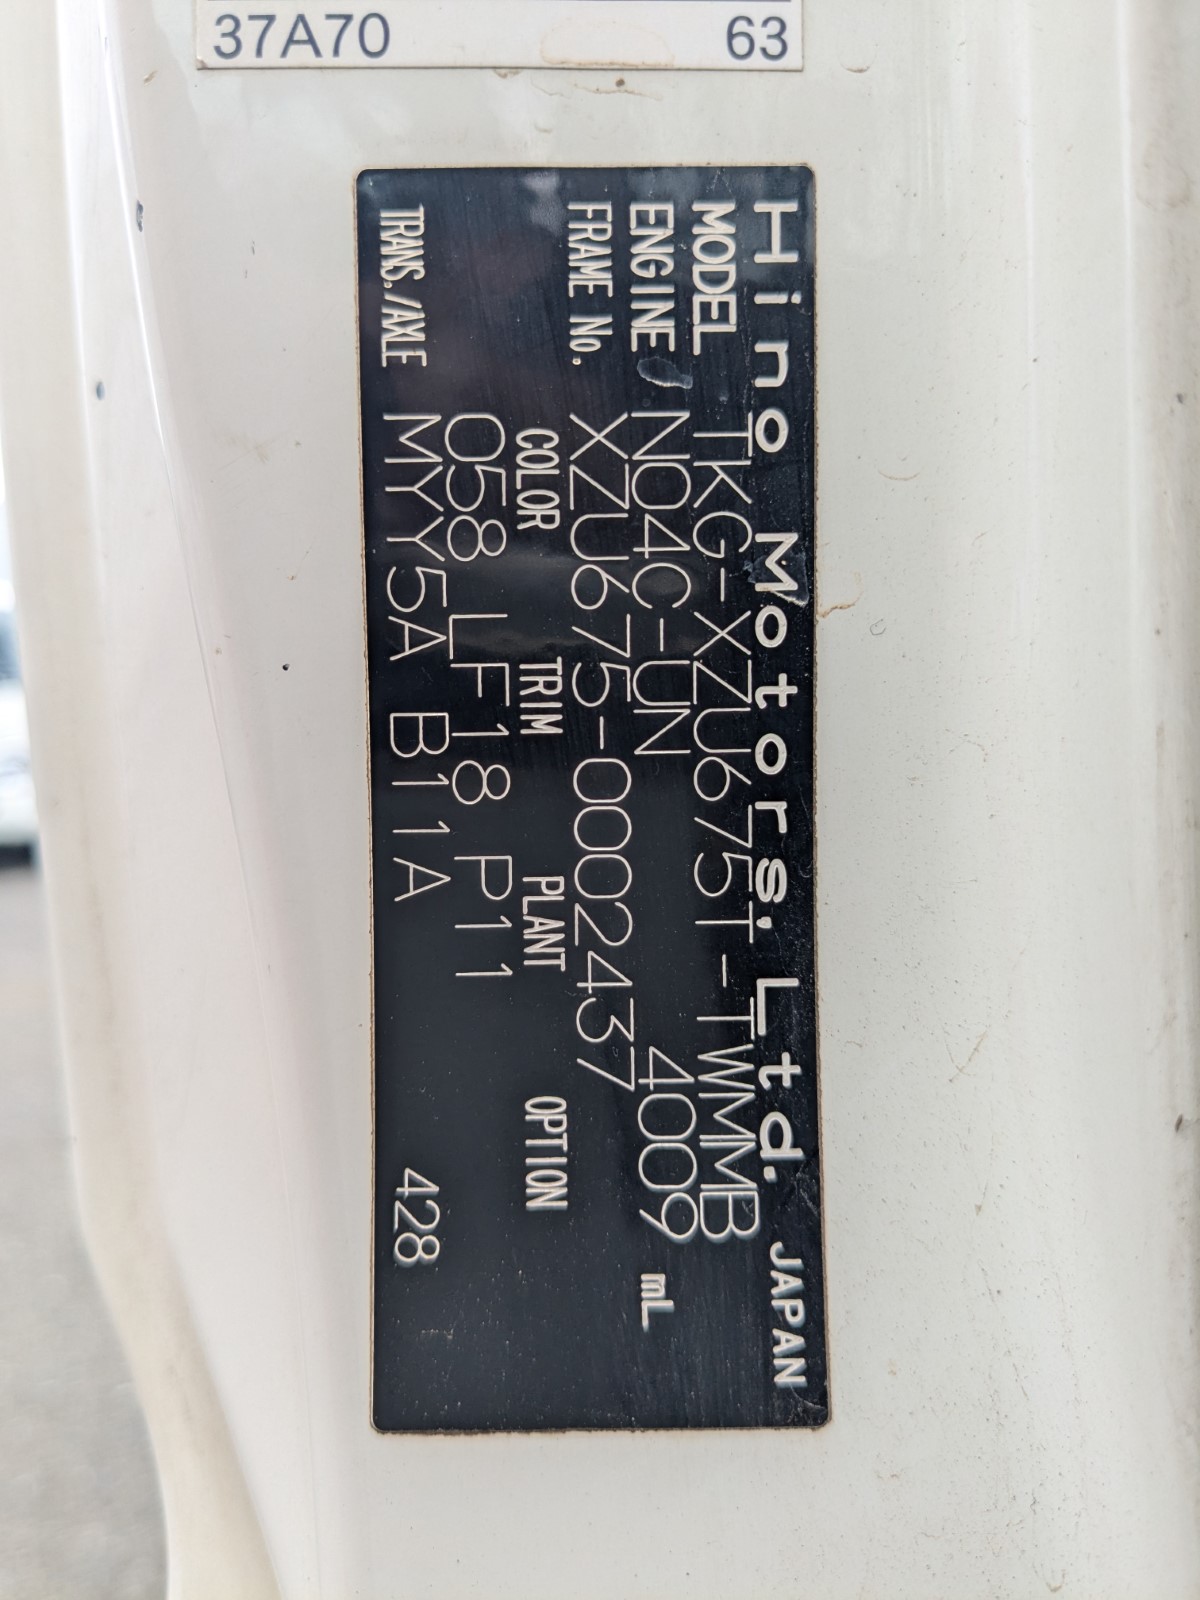 37A70 63
Hino Motors, Ltd. JAPAN
MODEL TKG-XZU675T-TWMMB
ENGINE N04C-UN 4009 mL
FRAME No. XZU675-0002437
COLOR TRIM PLANT OPTION
058 LF18 P11
TRANS./AXLE MYY5A B11A 428